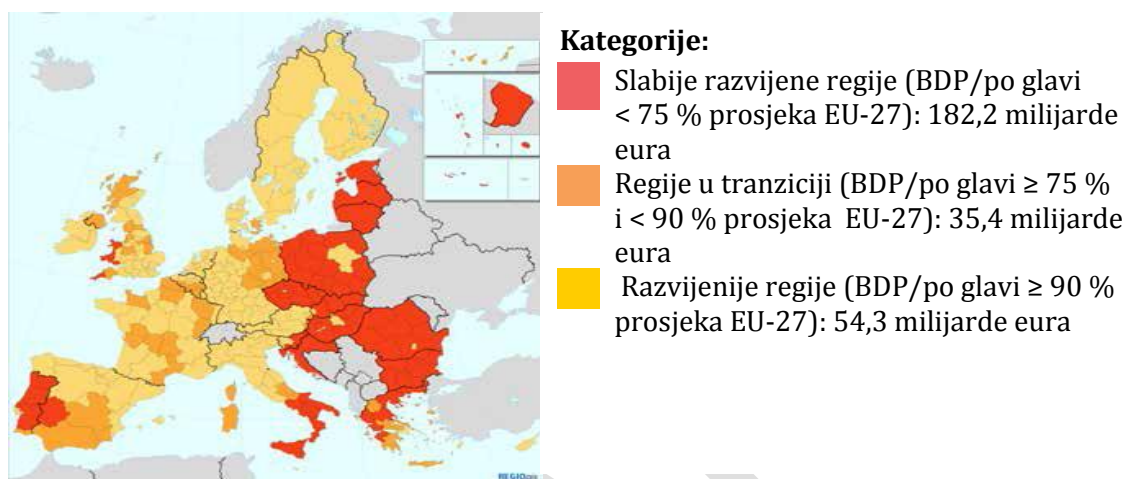 Kategorije:
Slabije razvijene regije (BDP/po glavi
< 75 % prosjeka EU-27): 182,2 milijarde
eura
Regije u tranziciji (BDP/po glavi ≥ 75 %
i < 90 % prosjeka EU-27): 35,4 milijarde
eura
Razvijenije regije (BDP/po glavi ≥ 90 %
prosjeka EU-27): 54,3 milijarde eura